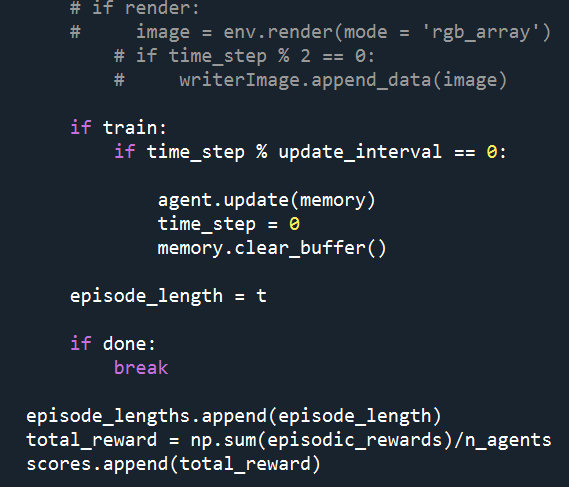 # if render:
#     image = env.render(mode = 'rgb_array')
# if time_step % 2 == 0:
#     writerImage.append_data(image)
if train:
if time_step % update_interval == 0:
agent.update(memory)
time_step = 0
memory.clear_buffer()
episode_length = t
if done:
break
episode_lengths.append(episode_length)
total_reward = np.sum(episodic_rewards)/n_agents
scores.append(total_reward)